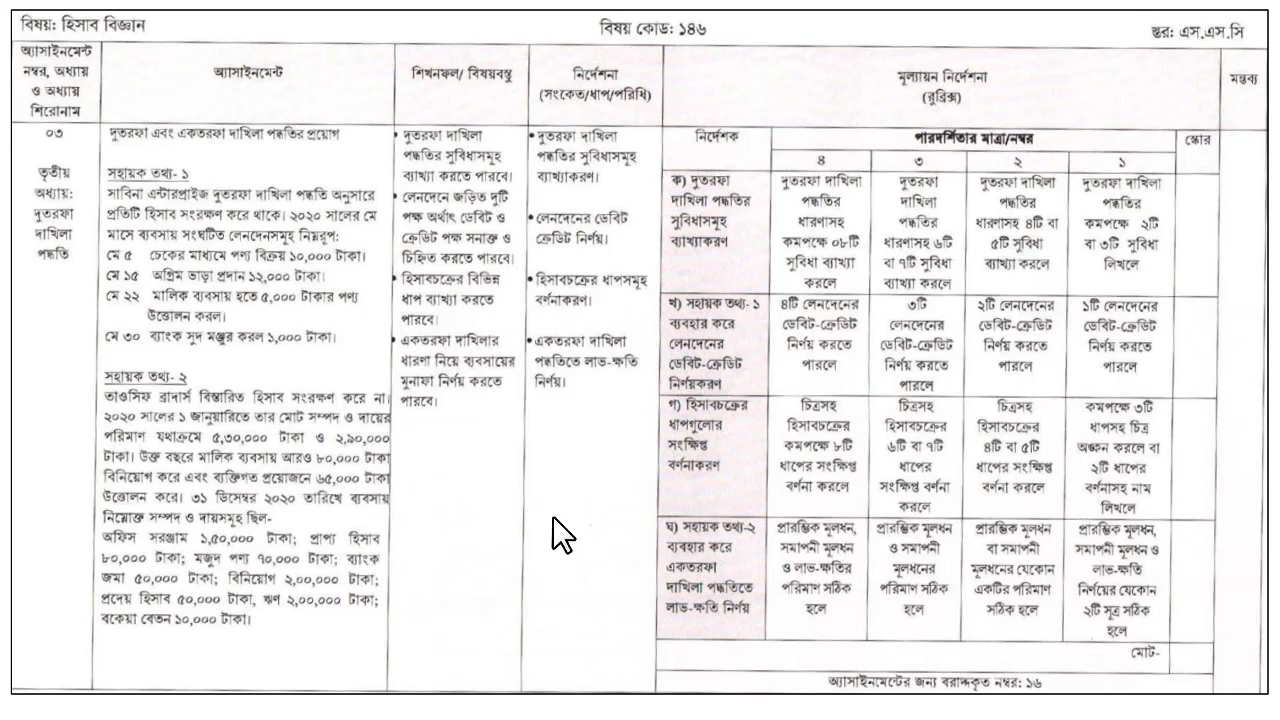 বিষয়: হিসাব বিজ্ঞান
বিষয় কোড: ১৪৬
স্তর: এস.এস.সি
অ্যাসাইনমেন্ট
নম্বর, অধ্যায়
ও অধ্যায়
শিরোনাম
অ্যাসাইনমেন্ট
শিখনফল/ বিষয়বস্তু
নির্দেশনা
(সংকেত/ধাপ/পরিধি)
মূল্যায়ন নির্দেশনা
(রুব্রিক্স)
মন্তব্য
০৩
তৃতীয়
অধ্যায়:
দুতরফা
দাখিলা
পদ্ধতি
দুতরফা এবং একতরফা দাখিলা পদ্ধতির প্রয়োগ
সহায়ক তথ্য- ১
সাবিনা এন্টারপ্রাইজ দুতরফা দাখিলা পদ্ধতি অনুসারে
প্রতিটি হিসাব সংরক্ষণ করে থাকে। ২০২০ সালের মে
মাসে ব্যবসায় সংঘটিত লেনদেনসমূহ নিম্নরূপ:
মে ৫ চেকের মাধ্যমে পণ্য বিক্রয় ১০,০০০ টাকা।
মে ১৫ অগ্রিম ভাড়া প্রদান ১২,০০০ টাকা।
মে ২২ মালিক ব্যবসায় হতে ৫,০০০ টাকার পণ্য
উত্তোলন করল।
মে ৩০ ব্যাংক সুদ মঞ্জুর করল ১,০০০ টাকা।
সহায়ক তথ্য- ২
তাওসিফ ব্রাদার্স বিস্তারিত হিসাব সংরক্ষণ করে না।
২০২০ সালের ১ জানুয়ারিতে তার মোট সম্পদ ও দায়ের
পরিমাণ যথাক্রমে ৫,৩০,০০০ টাকা ও ২,৯০,০০০
টাকা। উক্ত বছরে মালিক ব্যবসায় আরও ৮০,০০০ টাকা
বিনিয়োগ করে এবং ব্যক্তিগত প্রয়োজনে ৬৫,০০০ টাকা
উত্তোলন করে। ৩১ ডিসেম্বর ২০২০ তারিখে ব্যবসায়
নিম্নোক্ত সম্পদ ও দায়সমূহ ছিল-
অফিস সরঞ্জাম ১,৫০,০০০ টাকা; প্রাপ্য হিসাব
৮০,০০০ টাকা; মজুদ পণ্য ৭০,০০০ টাকা; ব্যাংক
জমা ৫০,০০০ টাকা; বিনিয়োগ ২,০০,০০০ টাকা;
প্রদেয় হিসাব ৫০,০০০ টাকা, ঋণ ২,০০,০০০ টাকা;
বকেয়া বেতন ১০,০০০ টাকা।
• দুতরফা দাখিলা
পদ্ধতির সুবিধাসমূহ
ব্যাখ্যা করতে পারবে।
• লেনদেনে জড়িত দুটি
পক্ষ অর্থাৎ ডেবিট ও
ক্রেডিট পক্ষ সনাক্ত ও
চিহ্নিত করতে পারবে।
• হিসাবচক্রের বিভিন্ন
ধাপ ব্যাখ্যা করতে
পারবে।
• একতরফা দাখিলার
ধারণা নিয়ে ব্যবসায়ের
মুনাফা নির্ণয় করতে
পারবে।
• দুতরফা দাখিলা
পদ্ধতির সুবিধাসমূহ
ব্যাখ্যাকরণ।
• লেনদেনের ডেবিট
ক্রেডিট নির্ণয়।
• হিসাবচক্রের ধাপসমূহ
বর্ণনাকরণ।
• একতরফা দাখিলা
পদ্ধতিতে লাভ-ক্ষতি
নির্ণয়।
নির্দেশক
পারদর্শিতার মাত্রা/নম্বর
স্কোর
৪
৩
২
১
ক) দুতরফা
দাখিলা পদ্ধতির
সুবিধাসমূহ
ব্যাখ্যাকরণ
দুতরফা দাখিলা
পদ্ধতির
ধারণাসহ
কমপক্ষে ০৮টি
সুবিধা ব্যাখ্যা
করলে
দুতরফা
দাখিলা
পদ্ধতির
ধারণাসহ ৬টি
বা ৭টি সুবিধা
ব্যাখ্যা করলে
দুতরফা দাখিলা
পদ্ধতির
ধারণাসহ ৪টি বা
৫টি সুবিধা
ব্যাখ্যা করলে
দুতরফা দাখিলা
পদ্ধতির
কমপক্ষে ২টি
বা ৩টি সুবিধা
লিখলে
খ) সহায়ক তথ্য- ১
ব্যবহার করে
লেনদেনের
ডেবিট-ক্রেডিট
নির্ণয়করণ
৪টি লেনদেনের
ডেবিট-ক্রেডিট
নির্ণয় করতে
পারলে
৩টি
লেনদেনের
ডেবিট-ক্রেডিট
নির্ণয় করতে
পারলে
২টি লেনদেনের
ডেবিট-ক্রেডিট
নির্ণয় করতে
পারলে
১টি লেনদেনের
ডেবিট-ক্রেডিট
নির্ণয় করতে
পারলে
গ) হিসাবচক্রের
ধাপগুলোর
সংক্ষিপ্ত
বর্ণনাকরণ
চিত্রসহ
হিসাবচক্রের
কমপক্ষে ৮টি
ধাপের সংক্ষিপ্ত
বর্ণনা করলে
চিত্রসহ
হিসাবচক্রের
৬টি বা ৭টি
ধাপের
সংক্ষিপ্ত বর্ণনা
করলে
চিত্রসহ
হিসাবচক্রের
৪টি বা ৫টি
ধাপের সংক্ষিপ্ত
বর্ণনা করলে
কমপক্ষে ৩টি
ধাপসহ চিত্র
অঙ্কন করলে বা
২টি ধাপের
বর্ণনাসহ নাম
লিখলে
ঘ) সহায়ক তথ্য-২
ব্যবহার করে
একতরফা
দাখিলা পদ্ধতিতে
লাভ-ক্ষতি নির্ণয়
প্রারম্ভিক মূলধন,
সমাপনী মূলধন
ও লাভ-ক্ষতির
পরিমাণ সঠিক
হলে
প্রারম্ভিক মূলধন
ও সমাপনী
মূলধনের
পরিমাণ সঠিক
হলে
প্রারম্ভিক মূলধন
বা সমাপনী
মূলধনের যেকোন
একটির পরিমাণ
সঠিক হলে
প্রারম্ভিক মূলধন,
সমাপনী মূলধন ও
লাভ-ক্ষতি
নির্ণয়ের যেকোন
২টি সূত্র সঠিক
হলে
মোট-
অ্যাসাইনমেন্টের জন্য বরাদ্দকৃত নম্বর: ১৬